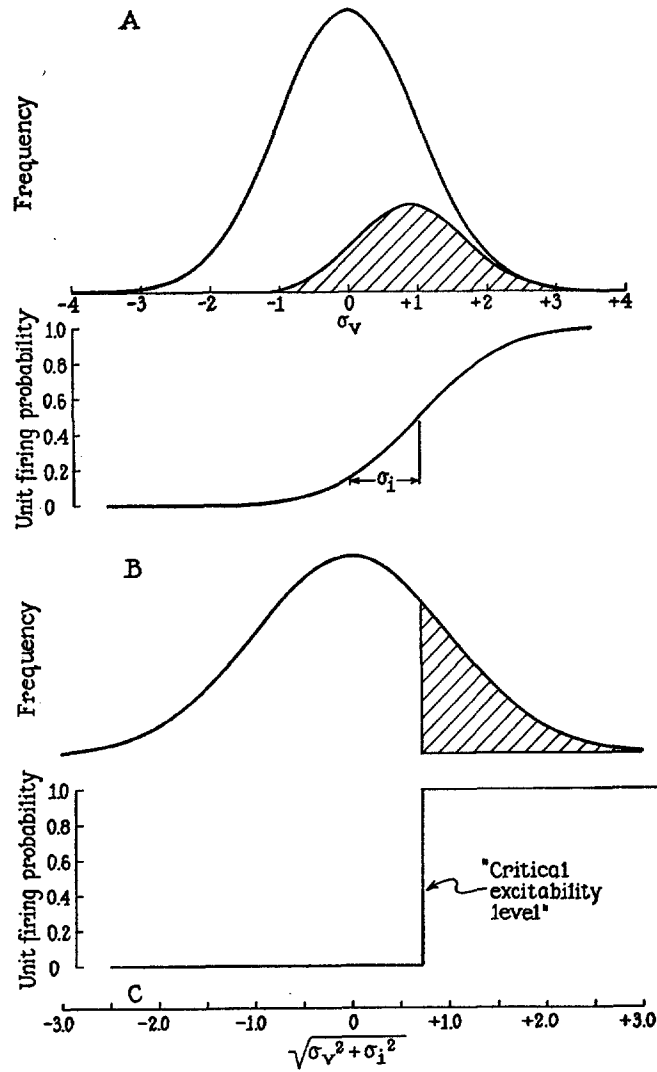 A
Frequency
-4 -3 -2 -1 0 +1 +2 +3 +4
σv
Unit firing probability
1.0
0.8
0.6
0.4
0.2
0
σi
B
Frequency
Unit firing probability
1.0
0.8
0.6
0.4
0.2
0
"Critical
excitability
level"
C
-3.0 -2.0 -1.0 0 +1.0 +2.0 +3.0
√σv²+σi²